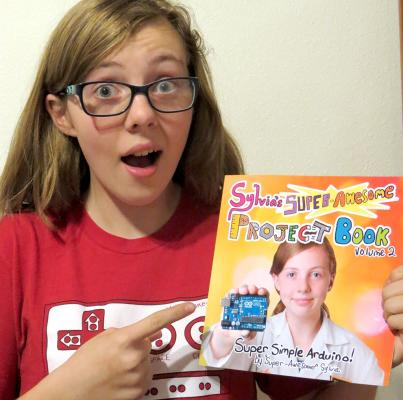 Sylvia's SUPER-AWESOME
PROJECT BOOK
Volume 2
Super Simple Arduino!
By Super-Awesome Sylvia